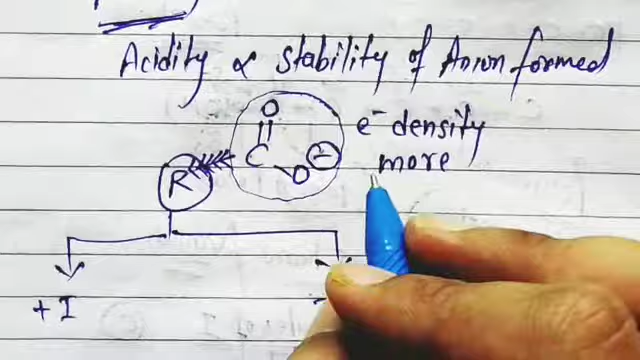 Acidity ∝ Stability of Anion formed
O
e⁻ density
C
O ⊖
more
R
+ I